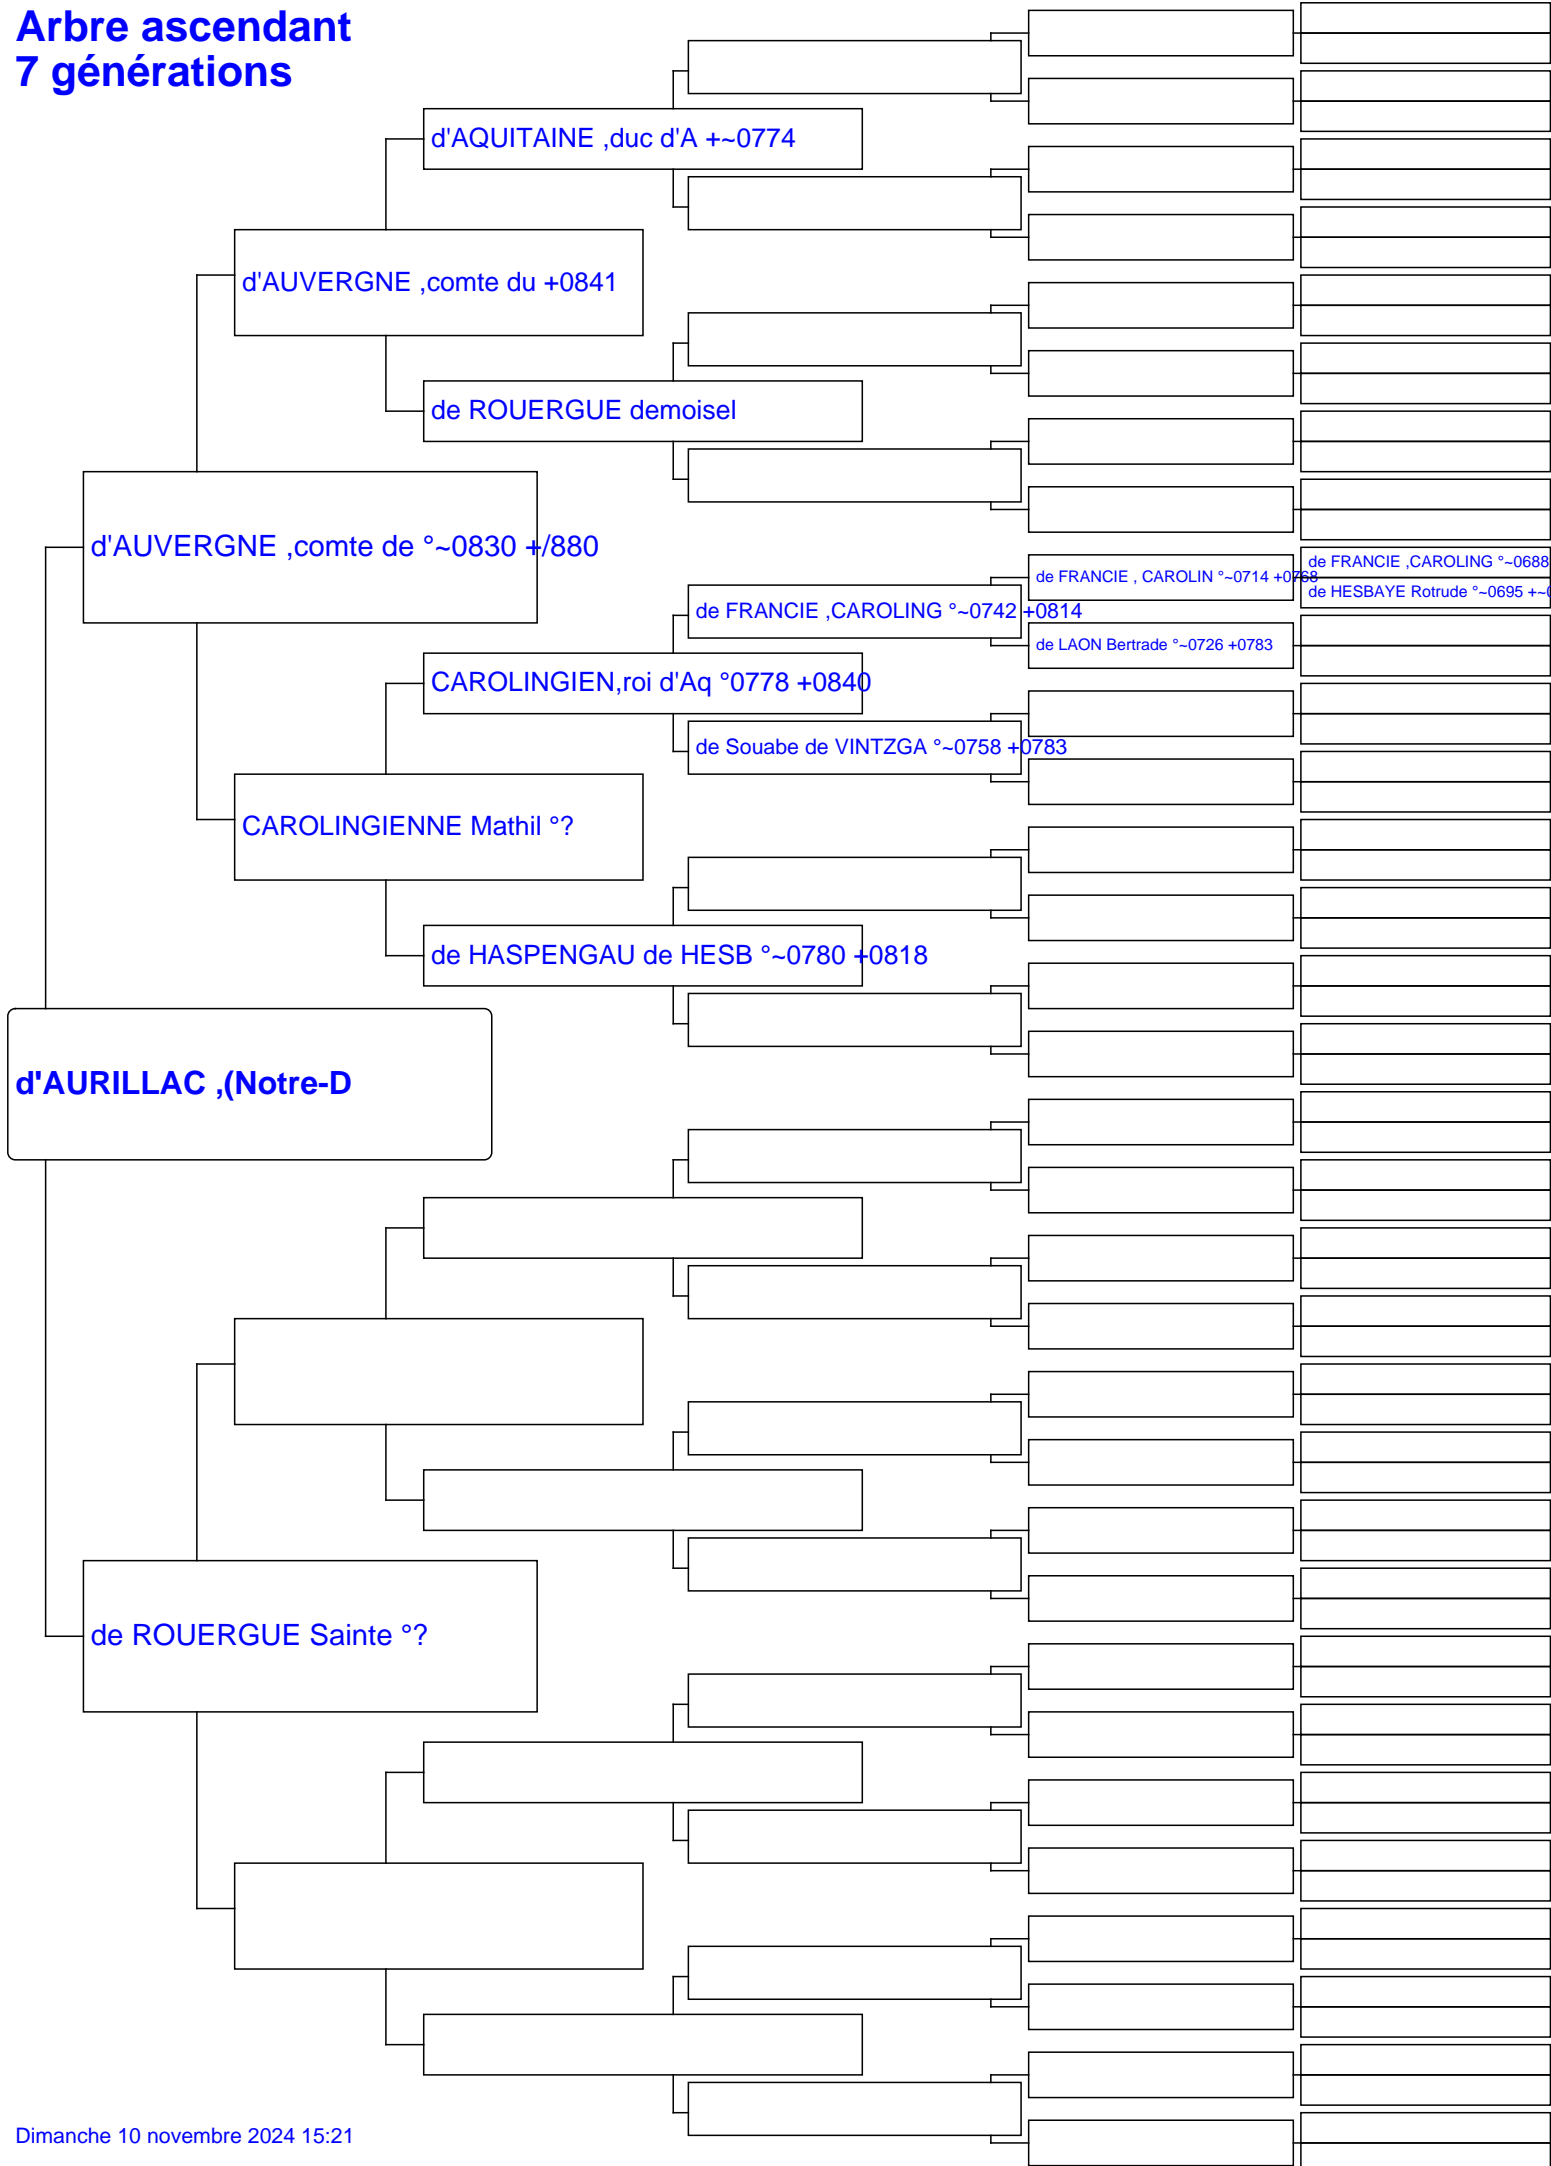 Arbre ascendant
7 générations
d'AQUITAINE ,duc d'A +~0774
d'AUVERGNE ,comte du +0841
de ROUERGUE demoisel
d'AUVERGNE ,comte de °~0830 +/880
de FRANCIE ,CAROLING °~0688
de FRANCIE , CAROLIN °~0714 +0768
de HESBAYE Rotrude °~0695 +~0
de FRANCIE ,CAROLING °~0742 +0814
de LAON Bertrade °~0726 +0783
CAROLINGIEN,roi d'Aq °0778 +0840
de Souabe de VINTZGA °~0758 +0783
CAROLINGIENNE Mathil °?
de HASPENGAU de HESB °~0780 +0818
d'AURILLAC ,(Notre-D
de ROUERGUE Sainte °?
Dimanche 10 novembre 2024 15:21